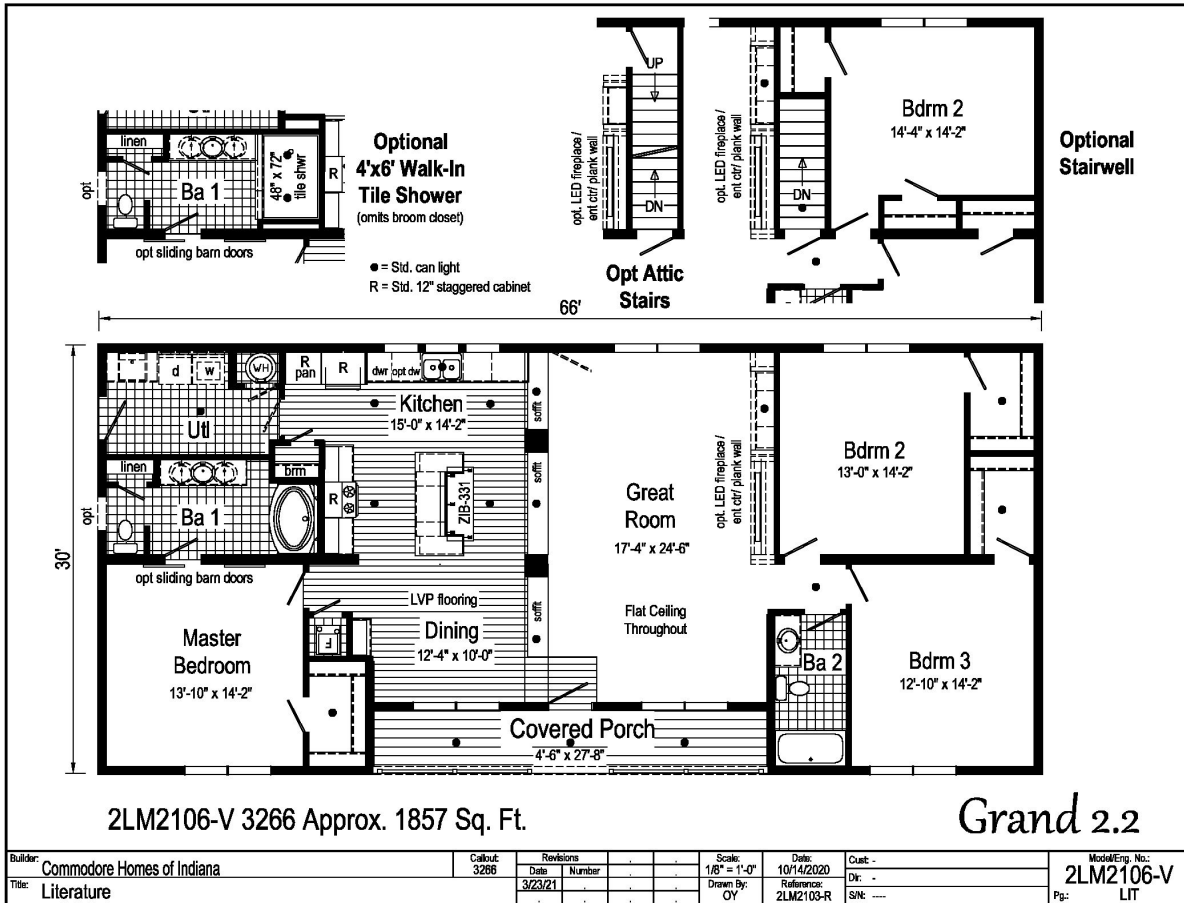 Utl
linen
opt
Ba 1
48" x 72"
tile shwr
R
opt sliding barn doors
Optional
4'x6' Walk-In
Tile Shower
(omits broom closet)
● = Std. can light
R = Std. 12" staggered cabinet
UP
DN
opt. LED fireplace /
ent ctr/ plank wall
Opt Attic
Stairs
opt. LED fireplace /
ent ctr/ plank wall
DN
Bdrm 2
14'-4" x 14'-2"
Optional
Stairwell
66'
30'
d
w
WH
R
pan
R
dwr
opt dw
Utl
Kitchen
15'-0" x 14'-2"
soffit
linen
brm
opt
Ba 1
R
ZIB-331
soffit
opt sliding barn doors
Great
Room
17'-4" x 24'-6"
opt. LED fireplace /
ent ctr/ plank wall
Bdrm 2
13'-0" x 14'-2"
LVP flooring
F
Dining
12'-4" x 10'-0"
soffit
Flat Ceiling
Throughout
Master
Bedroom
13'-10" x 14'-2"
Ba 2
Bdrm 3
12'-10" x 14'-2"
Covered Porch
4'-6" x 27'-8"
2LM2106-V 3266 Approx. 1857 Sq. Ft.
Grand 2.2
Builder: Commodore Homes of Indiana
Title: Literature
Callout:
3266
Revisions
Date Number
3/23/21
Scale:
1/8" = 1'-0"
Drawn By:
OY
Date:
10/14/2020
Reference:
2LM2103-R
Cust: -
Dir: -
S/N: ----
Model/Eng. No.:
2LM2106-V
Pg.: LIT